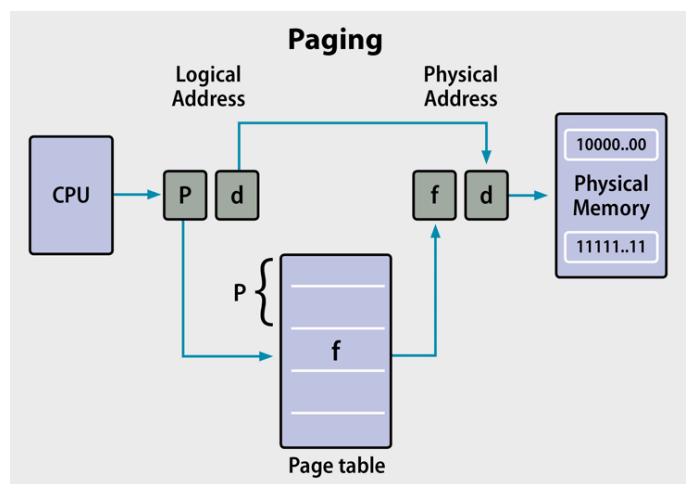 Paging
Logical
Address
Physical
Address
CPU
P
d
f
d
10000..00
Physical
Memory
11111..11
P
f
Page table